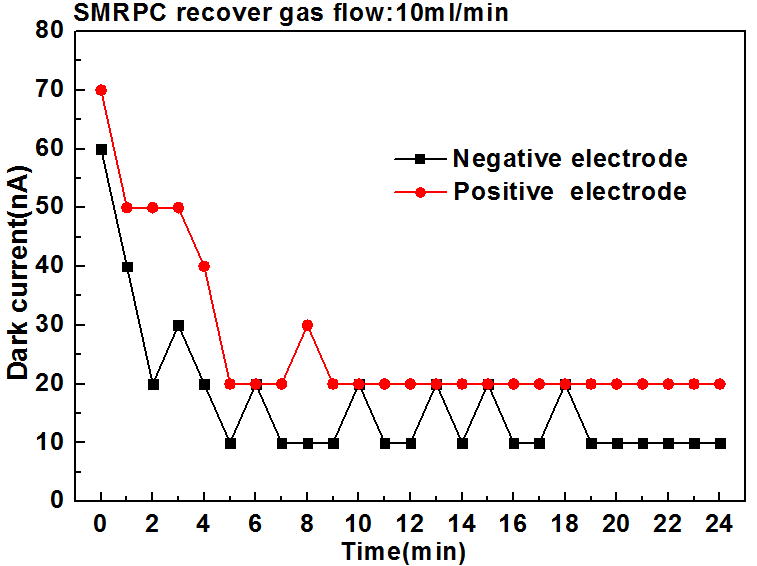 SMRPC recover gas flow:10ml/min
80
70
60
50
40
30
20
10
0
Dark current(nA)
Negative electrode
Positive electrode
0 2 4 6 8 10 12 14 16 18 20 22 24
Time(min)